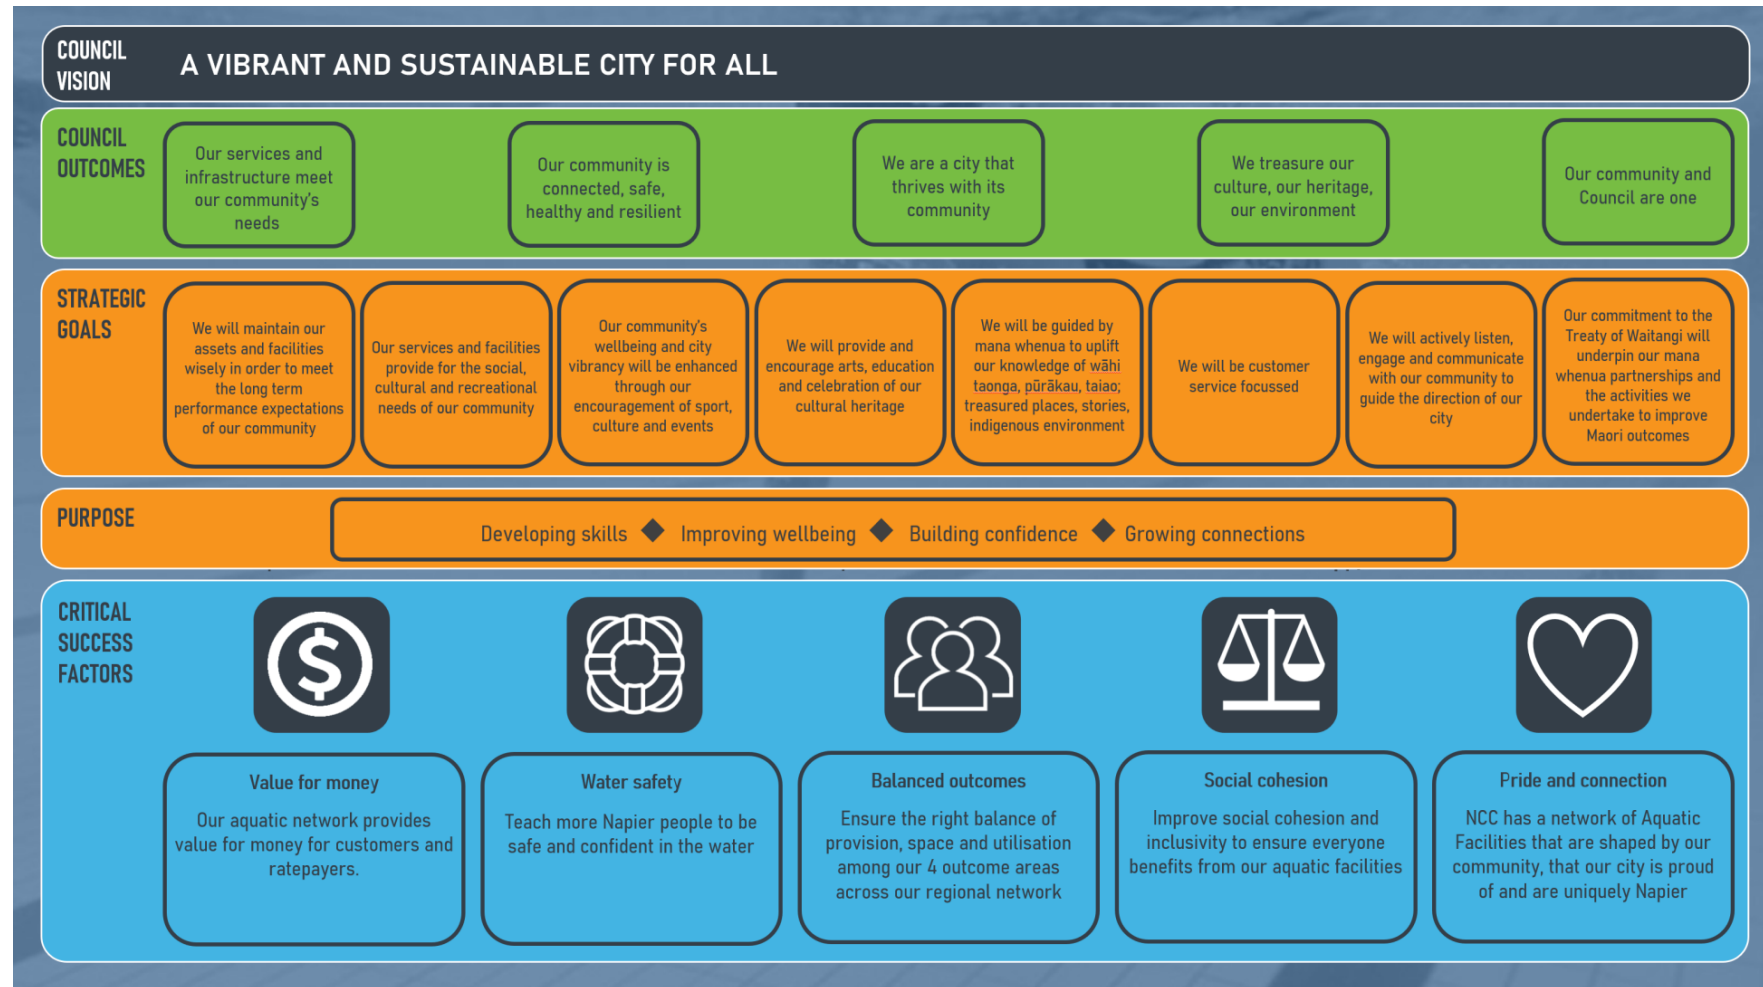 COUNCIL
VISION
A VIBRANT AND SUSTAINABLE CITY FOR ALL
COUNCIL
OUTCOMES
Our services and
infrastructure meet
our community's
needs
Our community is
connected, safe,
healthy and resilient
We are a city that
thrives with its
community
We treasure our
culture, our heritage,
our environment
Our community and
Council are one
STRATEGIC
GOALS
We will maintain our
assets and facilities
wisely in order to meet
the long term
performance expectations
of our community
Our services and facilities
provide for the social,
cultural and recreational
needs of our community
Our community's
wellbeing and city
vibrancy will be enhanced
through our
encouragement of sport,
culture and events
We will provide and
encourage arts, education
and celebration of our
cultural heritage
We will be guided by
mana whenua to uplift
our knowledge of wāhi
taonga, pūrākau, taiao;
treasured places, stories,
indigenous environment
We will be customer
service focussed
We will actively listen,
engage and communicate
with our community to
guide the direction of our
city
Our commitment to the
Treaty of Waitangi will
underpin our mana
whenua partnerships and
the activities we
undertake to improve
Maori outcomes
PURPOSE
Developing skills ◆ Improving wellbeing ◆ Building confidence ◆ Growing connections
CRITICAL
SUCCESS
FACTORS
$
Value for money
Our aquatic network provides
value for money for customers and
ratepayers.
Water safety
Teach more Napier people to be
safe and confident in the water
Balanced outcomes
Ensure the right balance of
provision, space and utilisation
among our 4 outcome areas
across our regional network
Social cohesion
Improve social cohesion and
inclusivity to ensure everyone
benefits from our aquatic facilities
Pride and connection
NCC has a network of Aquatic
Facilities that are shaped by our
community, that our city is proud
of and are uniquely Napier